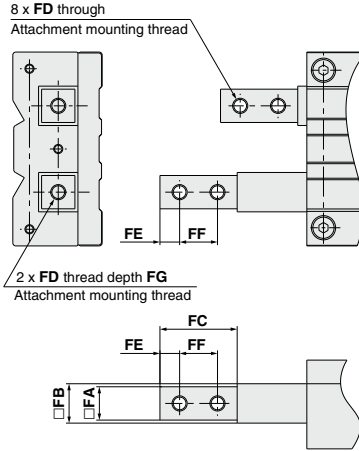 8 x FD through
Attachment mounting thread
FE
FF
2 x FD thread depth FG
Attachment mounting thread
FC
FE
FF
□FB
□FA